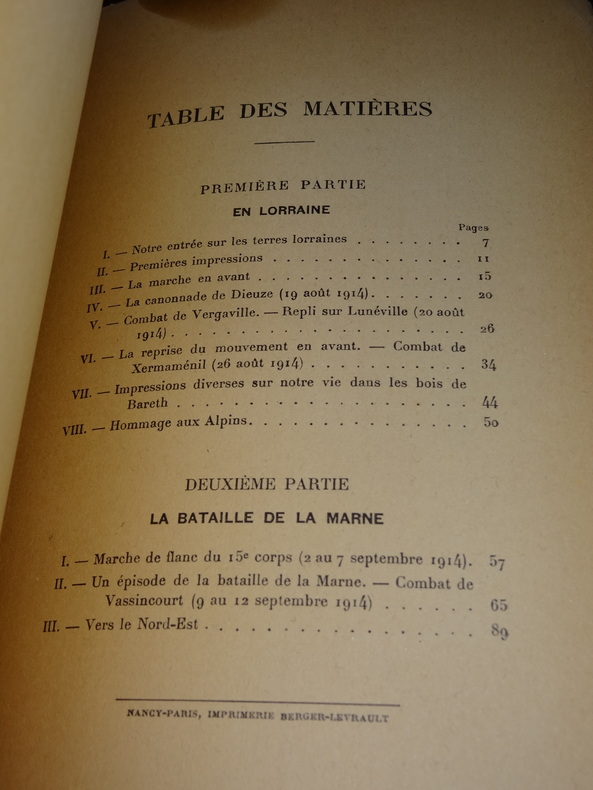 TABLE DES MATIÈRES
PREMIÈRE PARTIE
EN LORRAINE
Pages
I. — Notre entrée sur les terres lorraines . . . . . . . 7
II. — Premières impressions . . . . . . . . . . . . . 11
III. — La marche en avant . . . . . . . . . . . . . . 15
IV. — La canonnade de Dieuze (19 août 1914). . . . . . 20
V. — Combat de Vergaville. — Repli sur Lunéville (20 août
1914) . . . . . . . . . . . . . . . . . . . . 26
VI. — La reprise du mouvement en avant. — Combat de
Xermaménil (26 août 1914) . . . . . . . . . . . 34
VII. — Impressions diverses sur notre vie dans les bois de
Bareth . . . . . . . . . . . . . . . . . . . 44
VIII. — Hommage aux Alpins. . . . . . . . . . . . . . . 50
DEUXIÈME PARTIE
LA BATAILLE DE LA MARNE
I. — Marche de flanc du 15e corps (2 au 7 septembre 1914). 57
II. — Un épisode de la bataille de la Marne. — Combat de
Vassincourt (9 au 12 septembre 1914) . . . . . . 65
III. — Vers le Nord-Est . . . . . . . . . . . . . . . . . 89
NANCY-PARIS, IMPRIMERIE BERGER-LEVRAULT